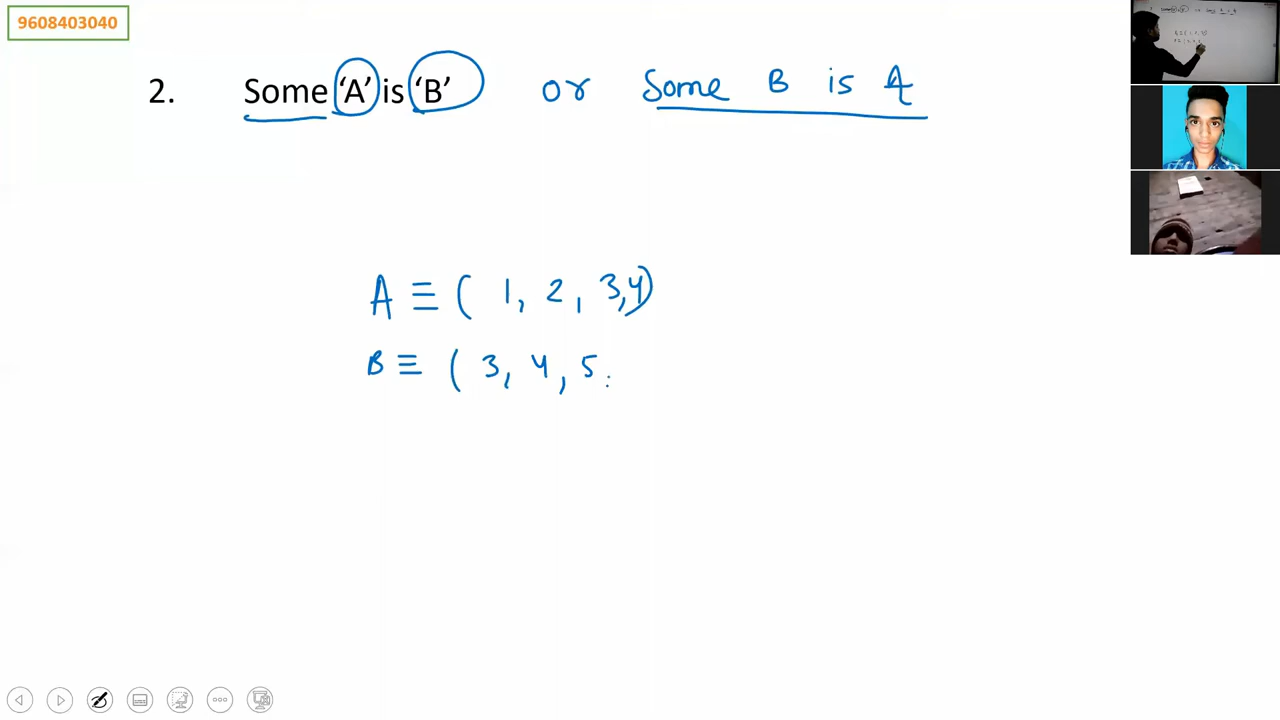 9608403040
2. Some 'A' is 'B' or Some B is A
A ≡ ( 1, 2, 3, 4)
B ≡ ( 3, 4, 5